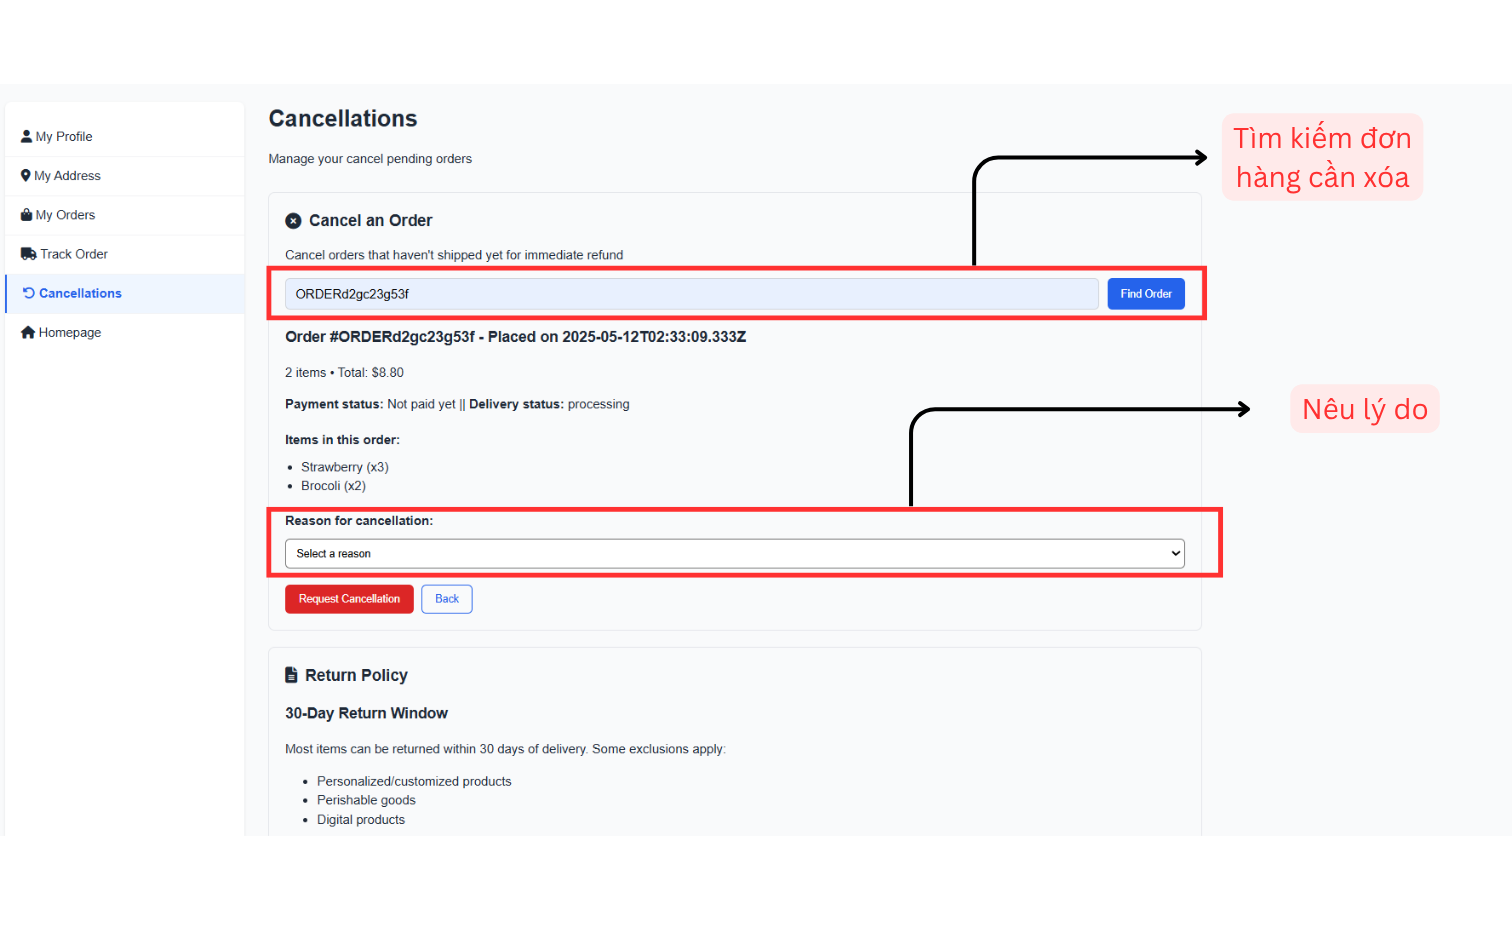 My Profile
My Address
My Orders
Track Order
Cancellations
Homepage
Cancellations
Manage your cancel pending orders
Cancel an Order
Cancel orders that haven't shipped yet for immediate refund
ORDERd2gc23g53f
Find Order
Order #ORDERd2gc23g53f - Placed on 2025-05-12T02:33:09.333Z
2 items • Total: $8.80
Payment status: Not paid yet || Delivery status: processing
Items in this order:
• Strawberry (x3)
• Brocoli (x2)
Reason for cancellation:
Select a reason
Request Cancellation
Back
Return Policy
30-Day Return Window
Most items can be returned within 30 days of delivery. Some exclusions apply:
• Personalized/customized products
• Perishable goods
• Digital products
Tìm kiếm đơn
hàng cần xóa
Nêu lý do